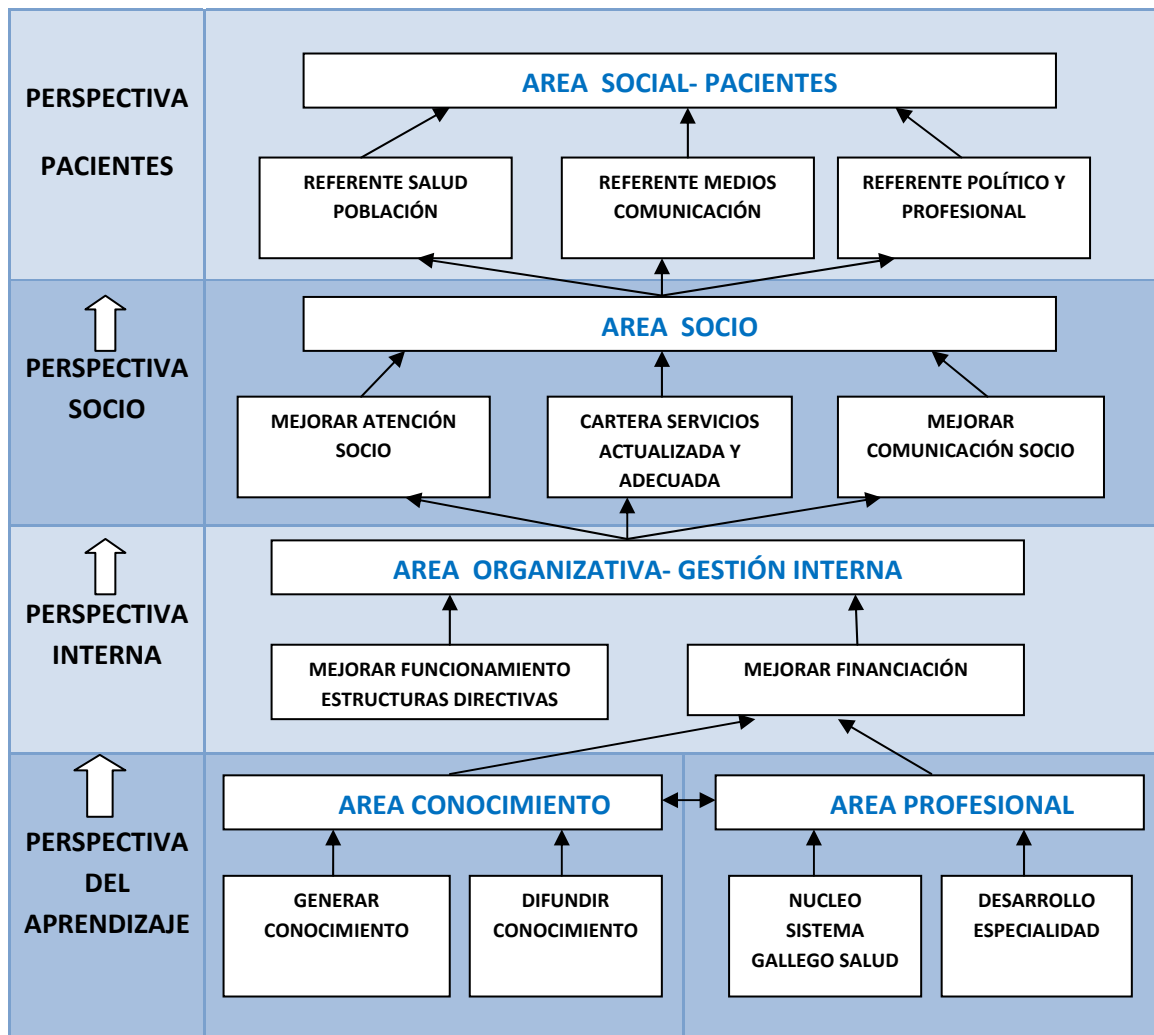 PERSPECTIVA
PACIENTES
AREA SOCIAL- PACIENTES
REFERENTE SALUD
POBLACIÓN
REFERENTE MEDIOS
COMUNICACIÓN
REFERENTE POLÍTICO Y
PROFESIONAL
PERSPECTIVA
SOCIO
AREA SOCIO
MEJORAR ATENCIÓN
SOCIO
CARTERA SERVICIOS
ACTUALIZADA Y
ADECUADA
MEJORAR
COMUNICACIÓN SOCIO
PERSPECTIVA
INTERNA
AREA ORGANIZATIVA- GESTIÓN INTERNA
MEJORAR FUNCIONAMIENTO
ESTRUCTURAS DIRECTIVAS
MEJORAR FINANCIACIÓN
PERSPECTIVA
DEL
APRENDIZAJE
AREA CONOCIMIENTO
AREA PROFESIONAL
GENERAR
CONOCIMIENTO
DIFUNDIR
CONOCIMIENTO
NUCLEO
SISTEMA
GALLEGO SALUD
DESARROLLO
ESPECIALIDAD